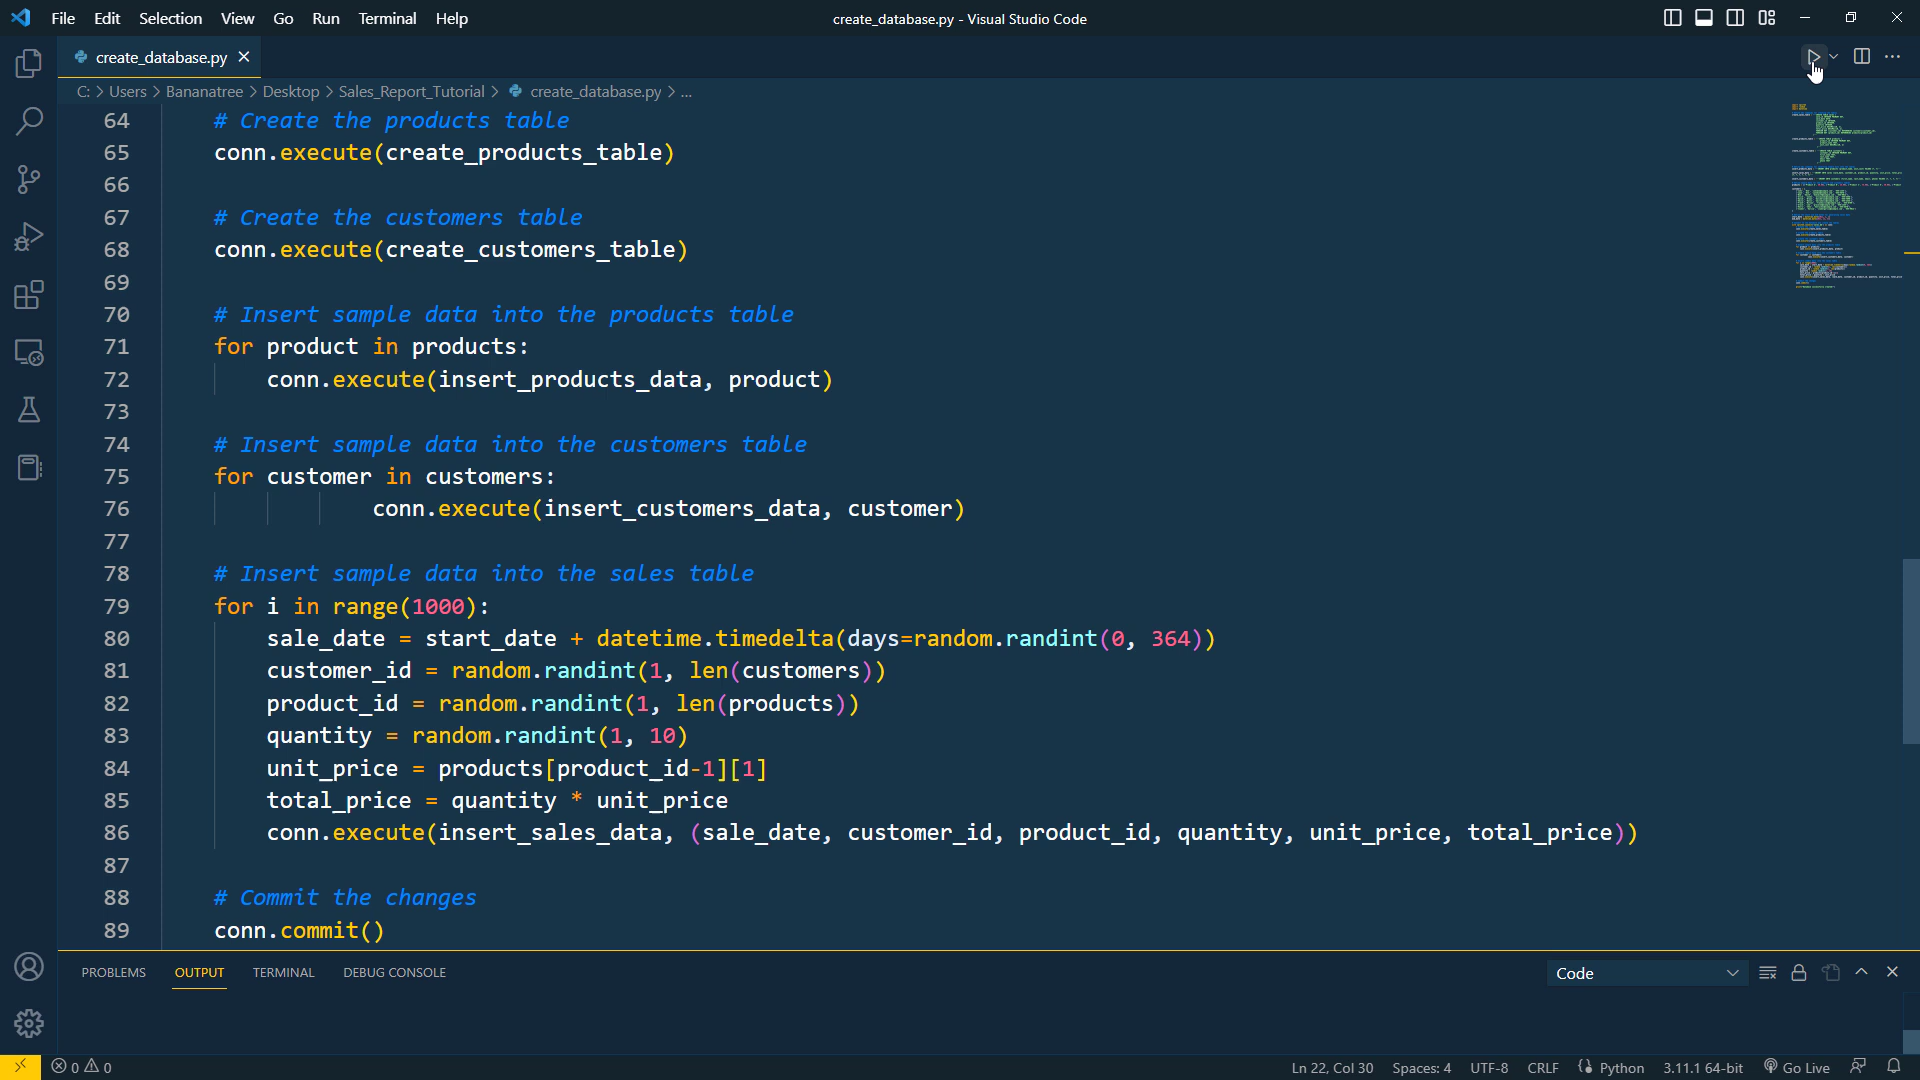 File Edit Selection View Go Run Terminal Help
create_database.py - Visual Studio Code
create_database.py
C: > Users > Bananatree > Desktop > Sales_Report_Tutorial > create_database.py > ...
64 # Create the products table
65 conn.execute(create_products_table)
66
67 # Create the customers table
68 conn.execute(create_customers_table)
69
70 # Insert sample data into the products table
71 for product in products:
72 conn.execute(insert_products_data, product)
73
74 # Insert sample data into the customers table
75 for customer in customers:
76 conn.execute(insert_customers_data, customer)
77
78 # Insert sample data into the sales table
79 for i in range(1000):
80 sale_date = start_date + datetime.timedelta(days=random.randint(0, 364))
81 customer_id = random.randint(1, len(customers))
82 product_id = random.randint(1, len(products))
83 quantity = random.randint(1, 10)
84 unit_price = products[product_id-1][1]
85 total_price = quantity * unit_price
86 conn.execute(insert_sales_data, (sale_date, customer_id, product_id, quantity, unit_price, total_price))
87
88 # Commit the changes
89 conn.commit()
PROBLEMS OUTPUT TERMINAL DEBUG CONSOLE
Code
0 0
Ln 22, Col 30 Spaces: 4 UTF-8 CRLF Python 3.11.1 64-bit Go Live